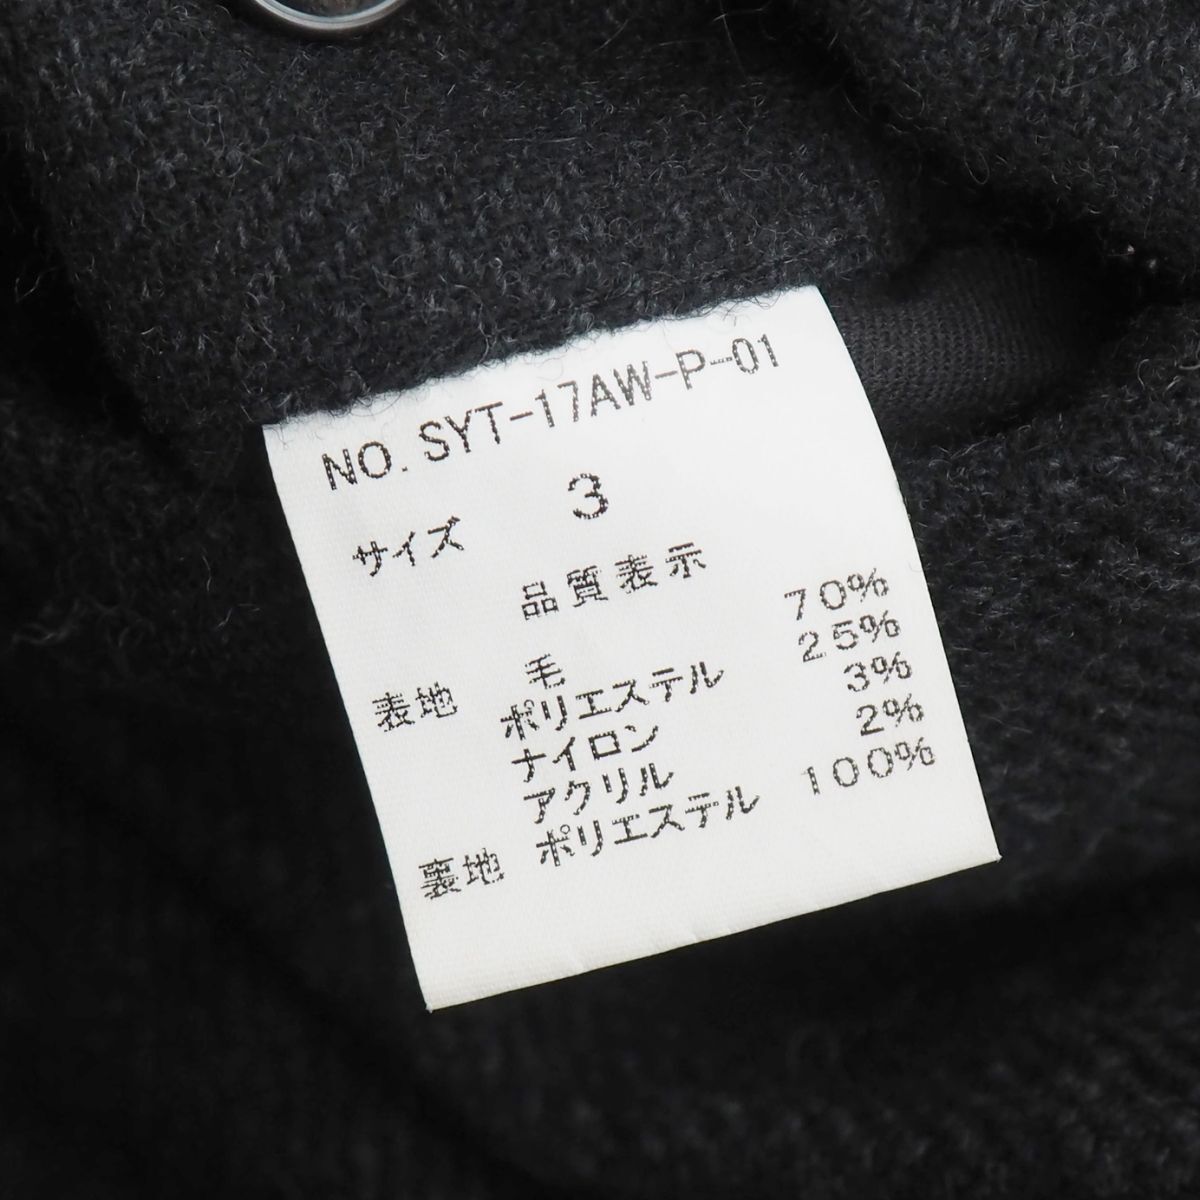 NO. SYT-17AW-P-01
サイズ 3
品質表示
表地 毛 70%
ポリエステル 25%
ナイロン 3%
アクリル 2%
裏地 ポリエステル 100%